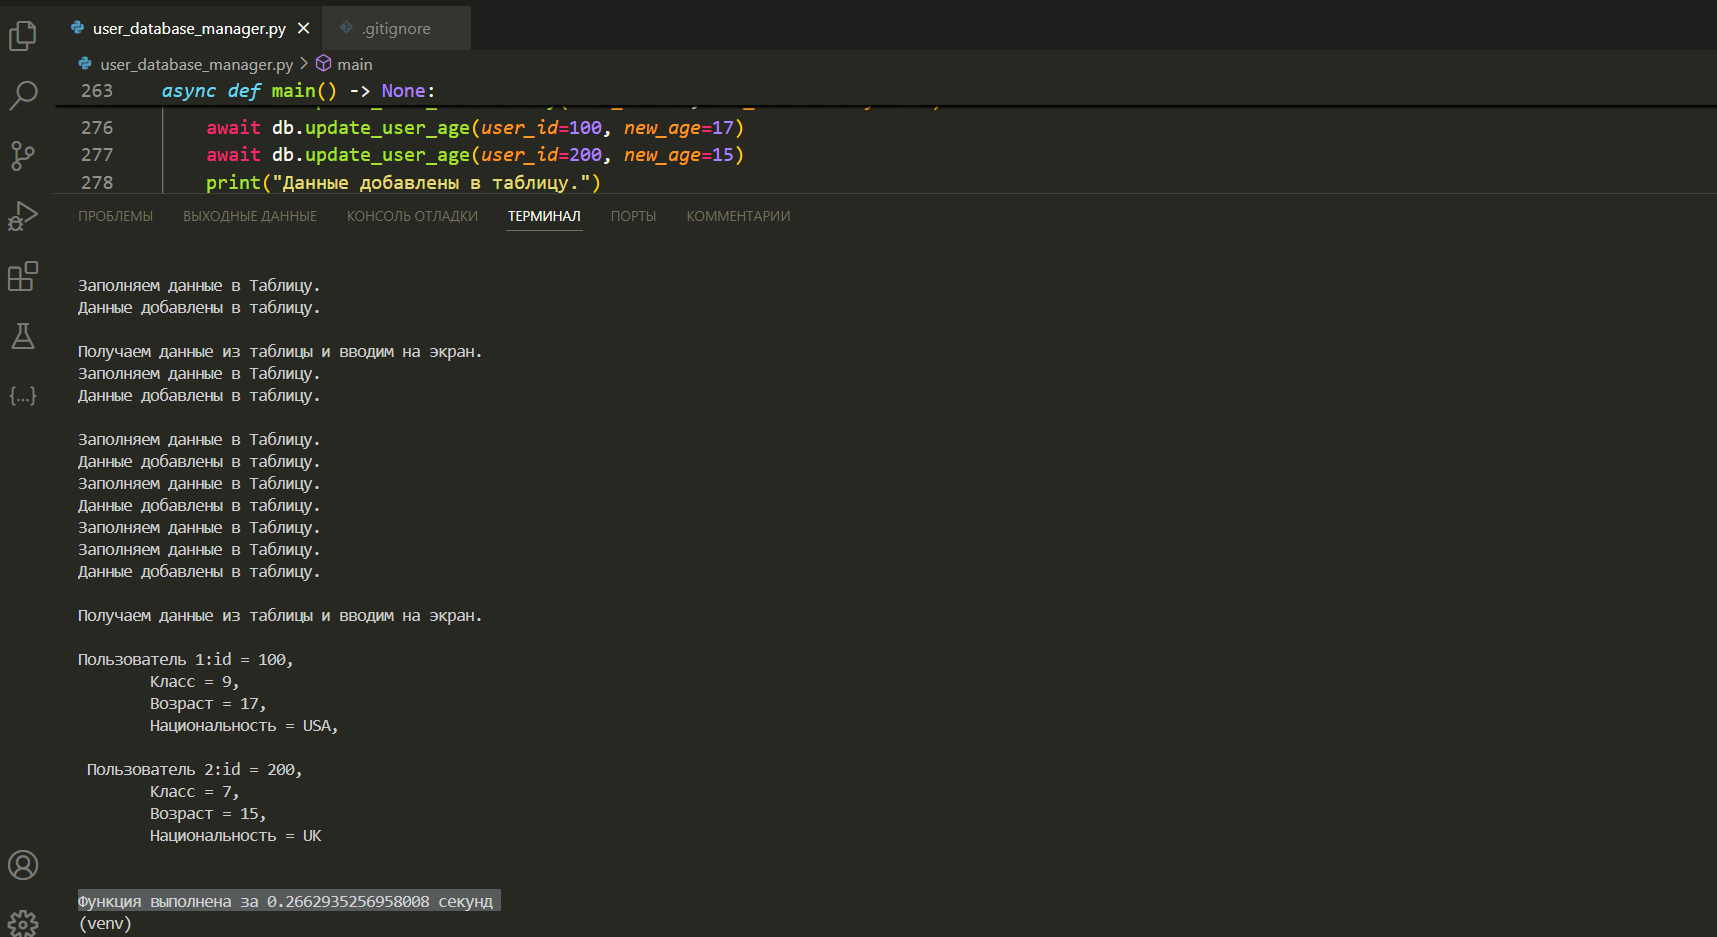 user_database_manager.py
.gitignore
user_database_manager.py > main
263 async def main() -> None:
276 await db.update_user_age(user_id=100, new_age=17)
277 await db.update_user_age(user_id=200, new_age=15)
278 print("Данные добавлены в таблицу.")
ПРОБЛЕМЫ ВЫХОДНЫЕ ДАННЫЕ КОНСОЛЬ ОТЛАДКИ ТЕРМИНАЛ ПОРТЫ КОММЕНТАРИИ
Заполняем данные в Таблицу.
Данные добавлены в таблицу.
Получаем данные из таблицы и вводим на экран.
Заполняем данные в Таблицу.
Данные добавлены в таблицу.
Заполняем данные в Таблицу.
Данные добавлены в таблицу.
Заполняем данные в Таблицу.
Данные добавлены в таблицу.
Заполняем данные в Таблицу.
Заполняем данные в Таблицу.
Данные добавлены в таблицу.
Получаем данные из таблицы и вводим на экран.
Пользователь 1:id = 100,
Класс = 9,
Возраст = 17,
Национальность = USA,
Пользователь 2:id = 200,
Класс = 7,
Возраст = 15,
Национальность = UK
Функция выполнена за 0.2662935256958008 секунд
(venv)